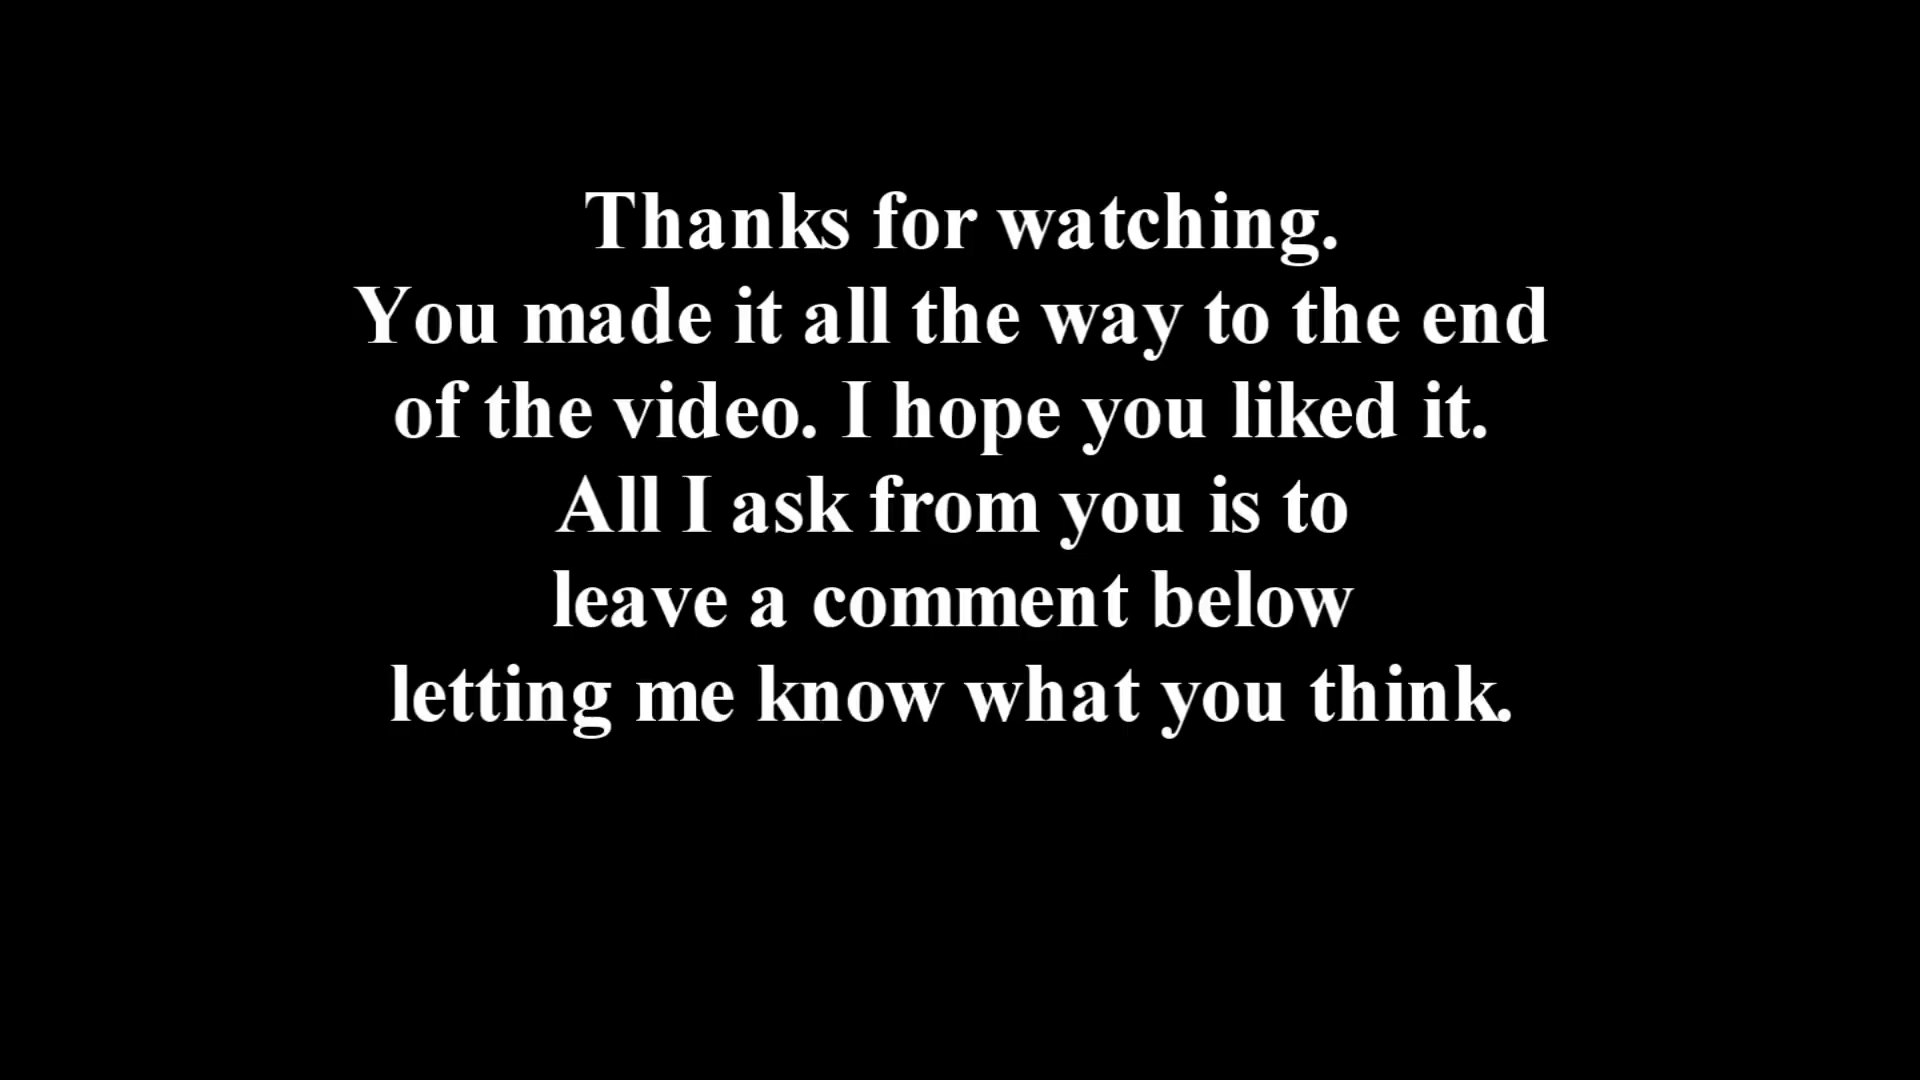 Thanks for watching.
You made it all the way to the end
of the video. I hope you liked it.
All I ask from you is to
leave a comment below
letting me know what you think.